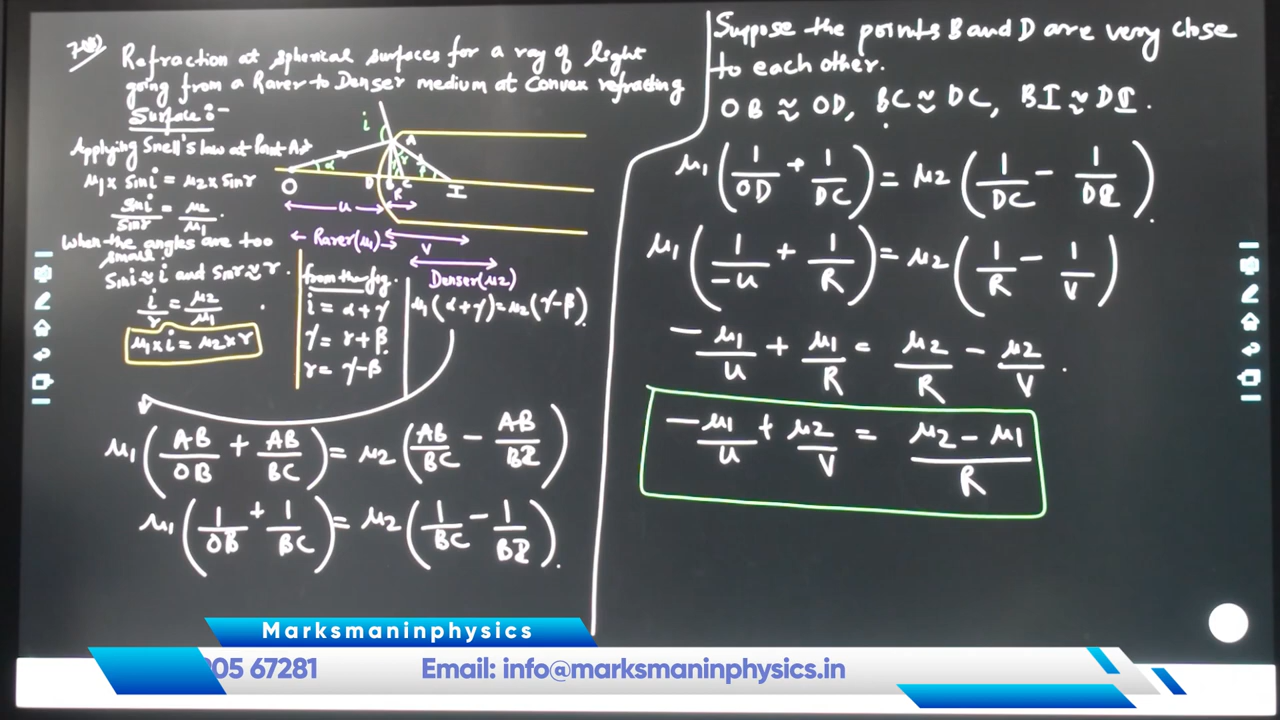 7(b) Refraction at spherical surfaces for a ray of light
going from a Rarer to Denser medium at Convex refracting
Surface :-
Applying Snell's law at Point A,
μ1 x sin i = μ2 x sin r
sin i / sin r = μ2 / μ1 .
When the angles are too
small.
Sin i ≈ i and sin r ≈ r .
i / r = μ2 / μ1 .
μ1 x i = μ2 x r
i
A
α
r
γ
β
O
D
B
C
I
R
u
v
Rarer(μ1)
Denser(μ2)
from the fig.
i = α + γ
γ = r + β
r = γ - β
μ1 (α + γ) = μ2 (γ - β)
μ1 (AB/OB + AB/BC) = μ2 (AB/BC - AB/BI)
μ1 (1/OB + 1/BC) = μ2 (1/BC - 1/BI) .
Suppose the points B and D are very close
to each other.
OB ≈ OD, BC ≈ DC, BI ≈ DI .
μ1 (1/OD + 1/DC) = μ2 (1/DC - 1/DI) .
μ1 (1/-u + 1/R) = μ2 (1/R - 1/v)
- μ1/u + μ1/R = μ2/R - μ2/v .
- μ1/u + μ2/v = μ2 - μ1 / R
Marksmaninphysics
05 67281 Email: info@marksmaninphysics.in